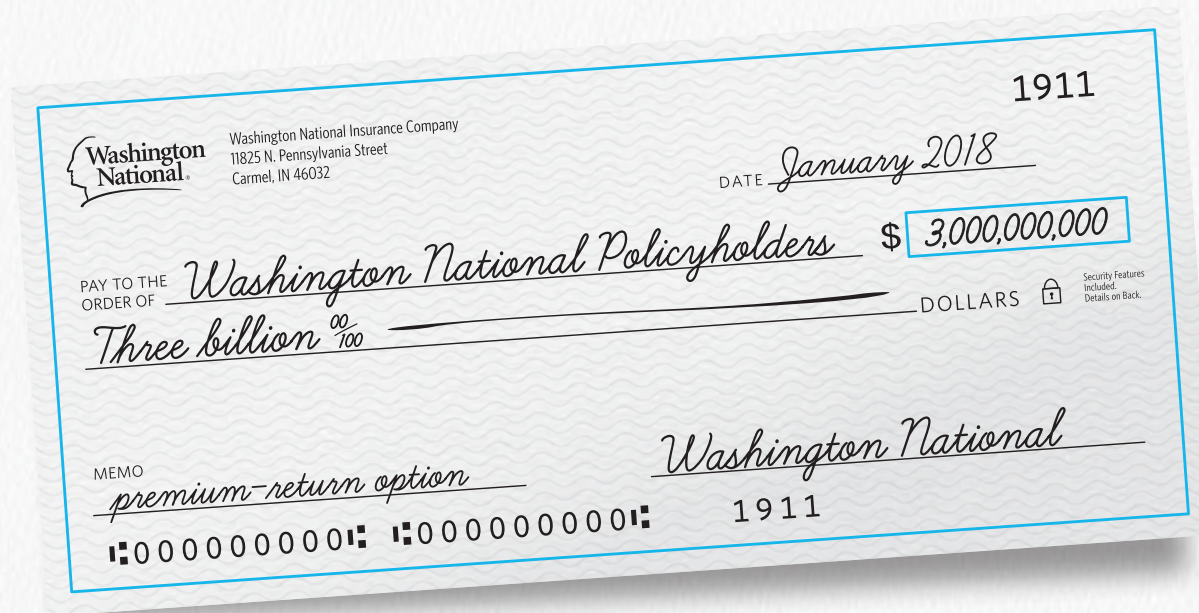 1911
Washington
National®
Washington National Insurance Company
11825 N. Pennsylvania Street
Carmel, IN 46032
DATE January 2018
PAY TO THE
ORDER OF Washington National Policyholders $ 3,000,000,000
Three billion 00/100 DOLLARS
Security Features
Included.
Details on Back.
MEMO premium-return option
Washington National
⑆000000000⑆ ⑆000000000⑆ 1911